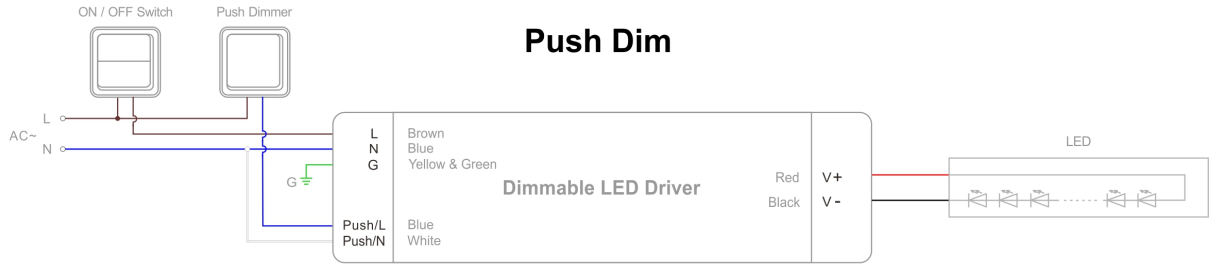 ON / OFF Switch
Push Dimmer
Push Dim
L
AC~
N
L
Brown
N
Blue
G
Yellow & Green
G
Dimmable LED Driver
Red
V+
Black
V-
LED
Push/L
Blue
Push/N
White